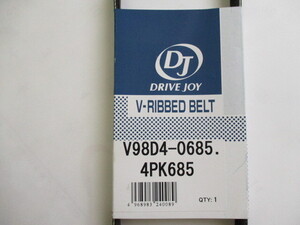 DJ
DRIVE JOY
V-RIBBED BELT
V98D4-0685.
4PK685
QTY: 1